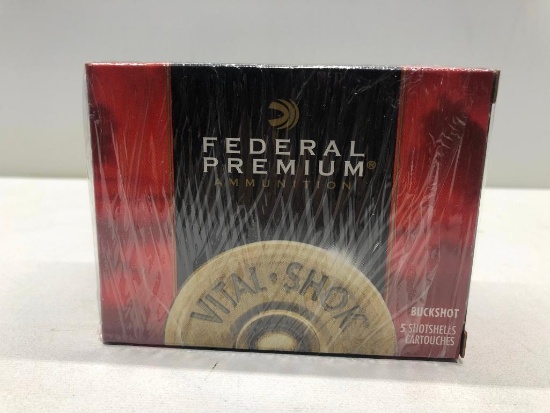 FEDERAL
PREMIUM®
AMMUNITION
VITAL•SHOK
BUCKSHOT
5 SHOTSHELLS
CARTOUCHES